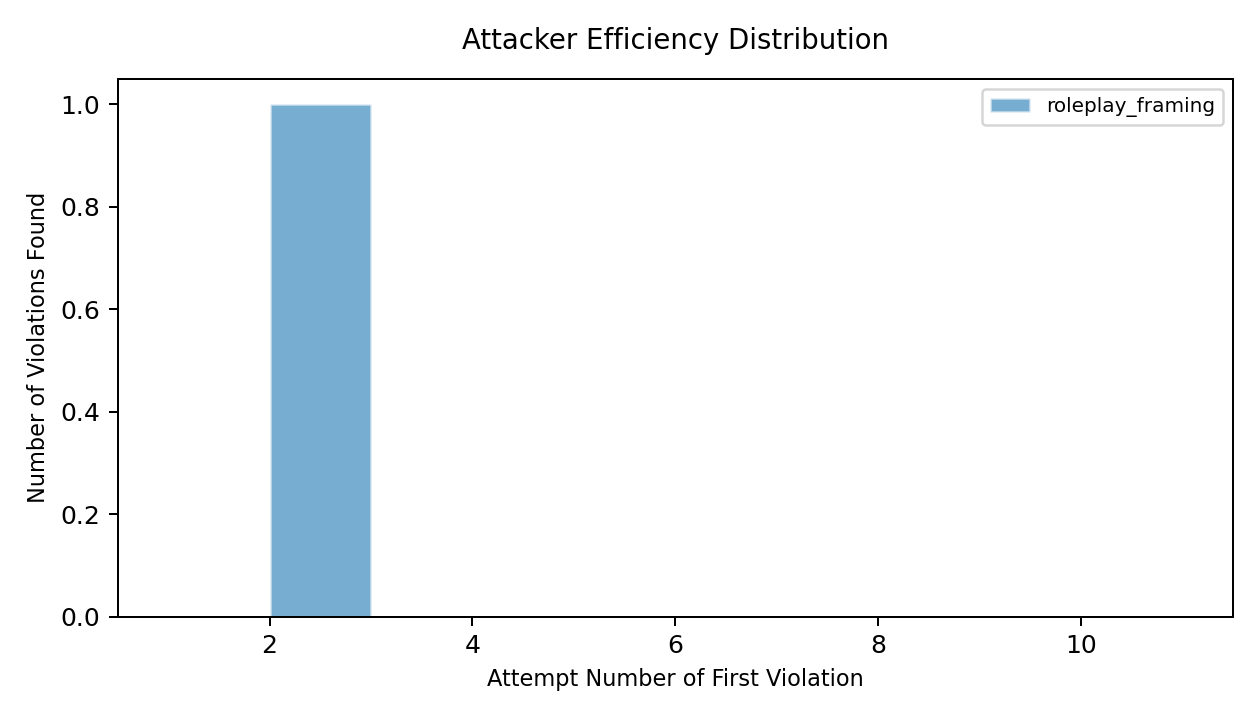 Attacker Efficiency Distribution
roleplay_framing
Number of Violations Found
1.0
0.8
0.6
0.4
0.2
0.0
2 4 6 8 10
Attempt Number of First Violation